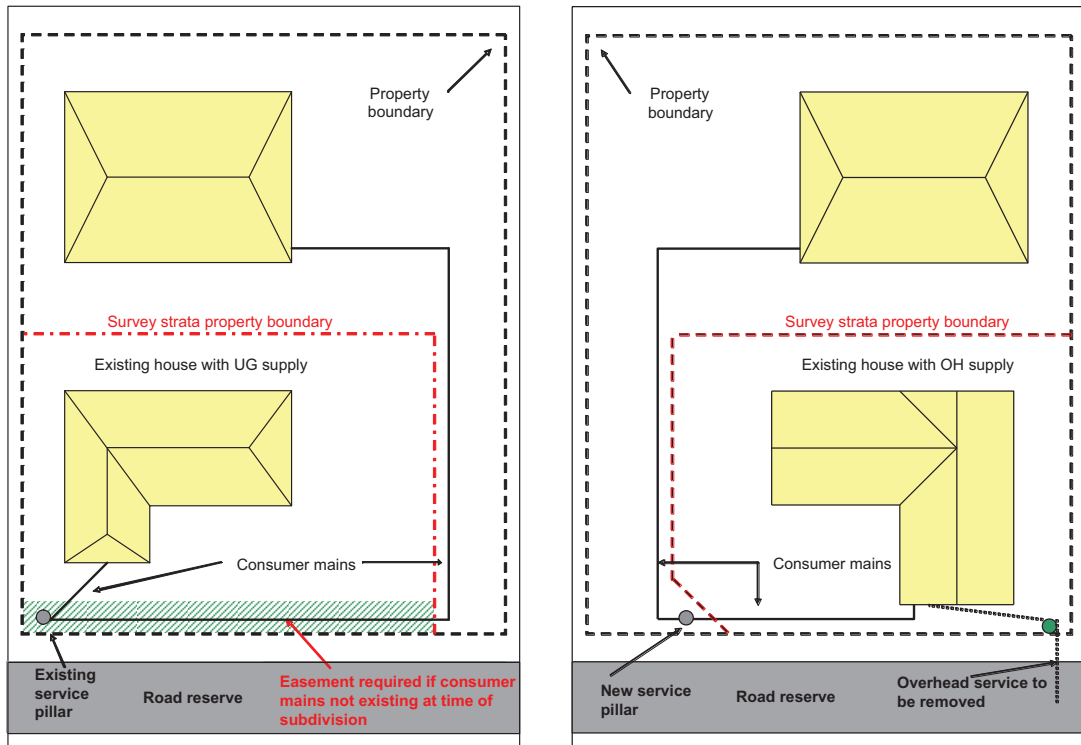 Property
boundary
Survey strata property boundary
Existing house with UG supply
Consumer mains
Existing
service
pillar
Road reserve
Easement required if consumer
mains not existing at time of
subdivision
Property
boundary
Survey strata property boundary
Existing house with OH supply
Consumer mains
New service
pillar
Road reserve
Overhead service to
be removed